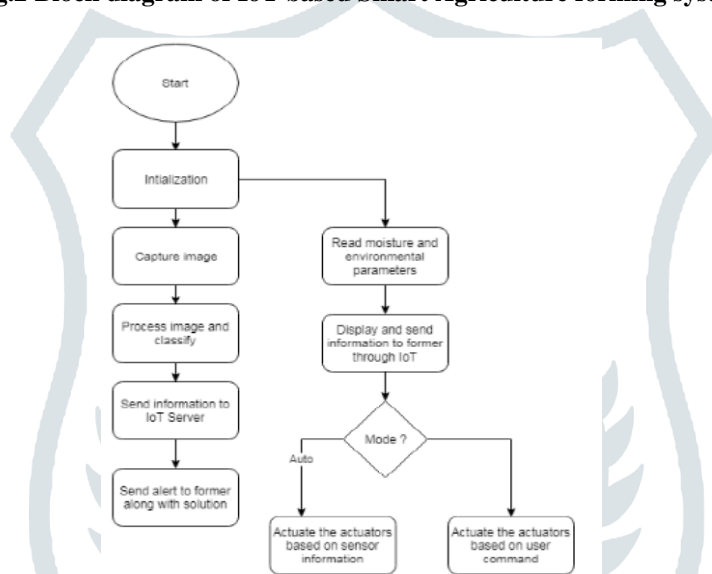 Block diagram of IoT based Smart Agriculture forming
Start
Intialization
Capture image
Process image and
classify
Send information to
IoT Server
Send alert to former
along with solution
Read moisture and
environmental
parameters
Display and send
information to former
through IoT
Mode ?
Auto
Actuate the actuators
based on sensor
information
Actuate the actuators
based on user
command